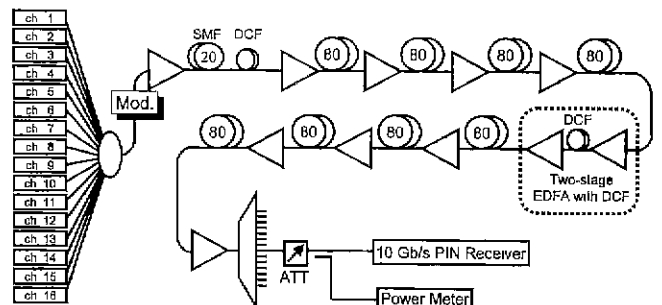 ch 1
ch 2
ch 3
ch 4
ch 5
ch 6
ch 7
ch 8
ch 9
ch 10
ch 11
ch 12
ch 13
ch 14
ch 15
ch 16
Mod.
SMF DCF
20
80
80
80
80
80
80
80
80
DCF
Two-stage
EDFA with DCF
ATT
10 Gb/s PIN Receiver
Power Meter